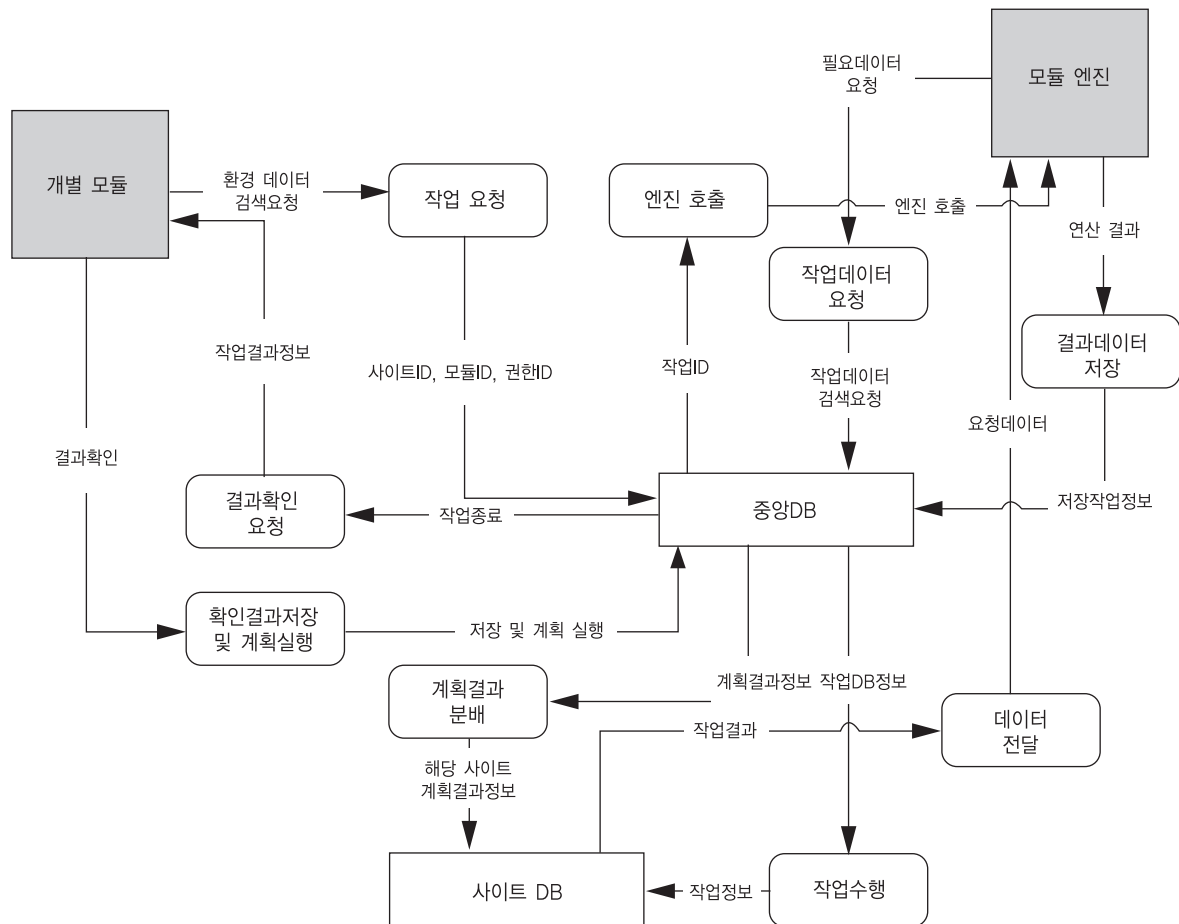 필요데이터
요청
모듈 엔진
개별 모듈
환경 데이터
검색요청
작업 요청
엔진 호출
엔진 호출
연산 결과
작업데이터
요청
결과데이터
저장
작업결과정보
사이트ID, 모듈ID, 권한ID
작업ID
작업데이터
검색요청
요청데이터
결과확인
결과확인
요청
작업종료
중앙DB
저장작업정보
확인결과저장
및 계획실행
저장 및 계획 실행
계획결과
분배
계획결과정보 작업DB정보
작업결과
데이터
전달
해당 사이트
계획결과정보
사이트 DB
작업정보
작업수행